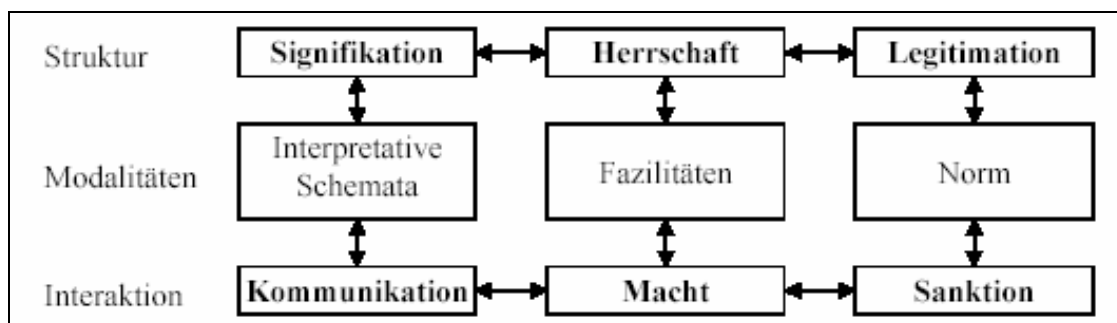 Struktur Signifikation Herrschaft Legitimation
Modalitäten Interpretative Schemata Fazilitäten Norm
Interaktion Kommunikation Macht Sanktion